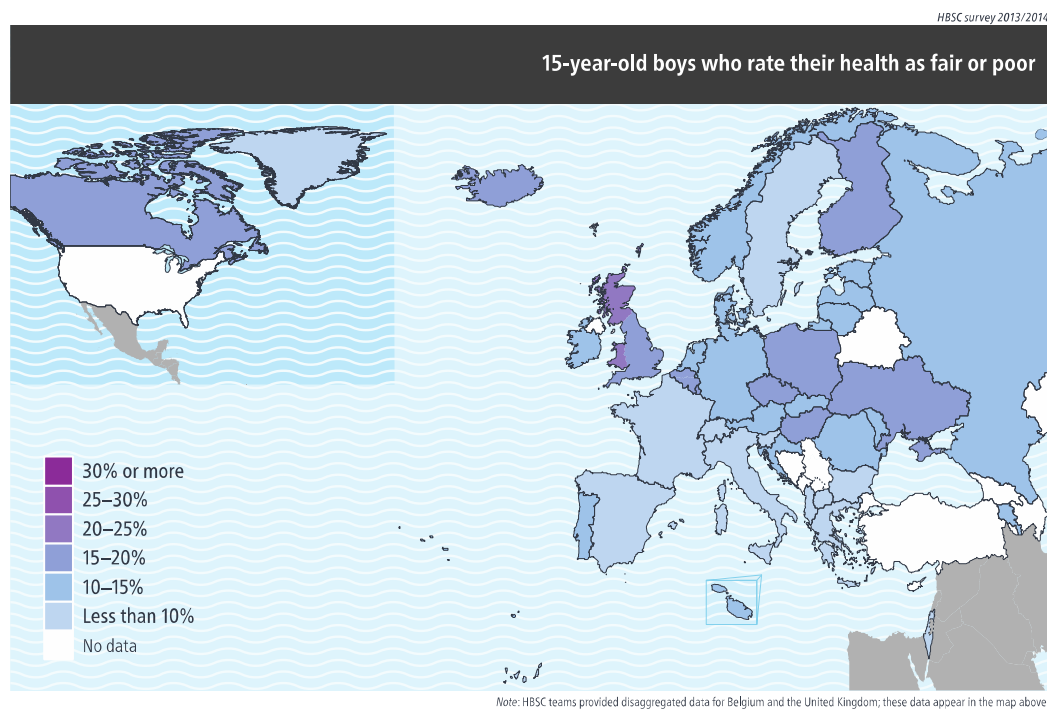 HBSC survey 2013/2014
15-year-old boys who rate their health as fair or poor
30% or more
25–30%
20–25%
15–20%
10–15%
Less than 10%
No data
Note: HBSC teams provided disaggregated data for Belgium and the United Kingdom; these data appear in the map above